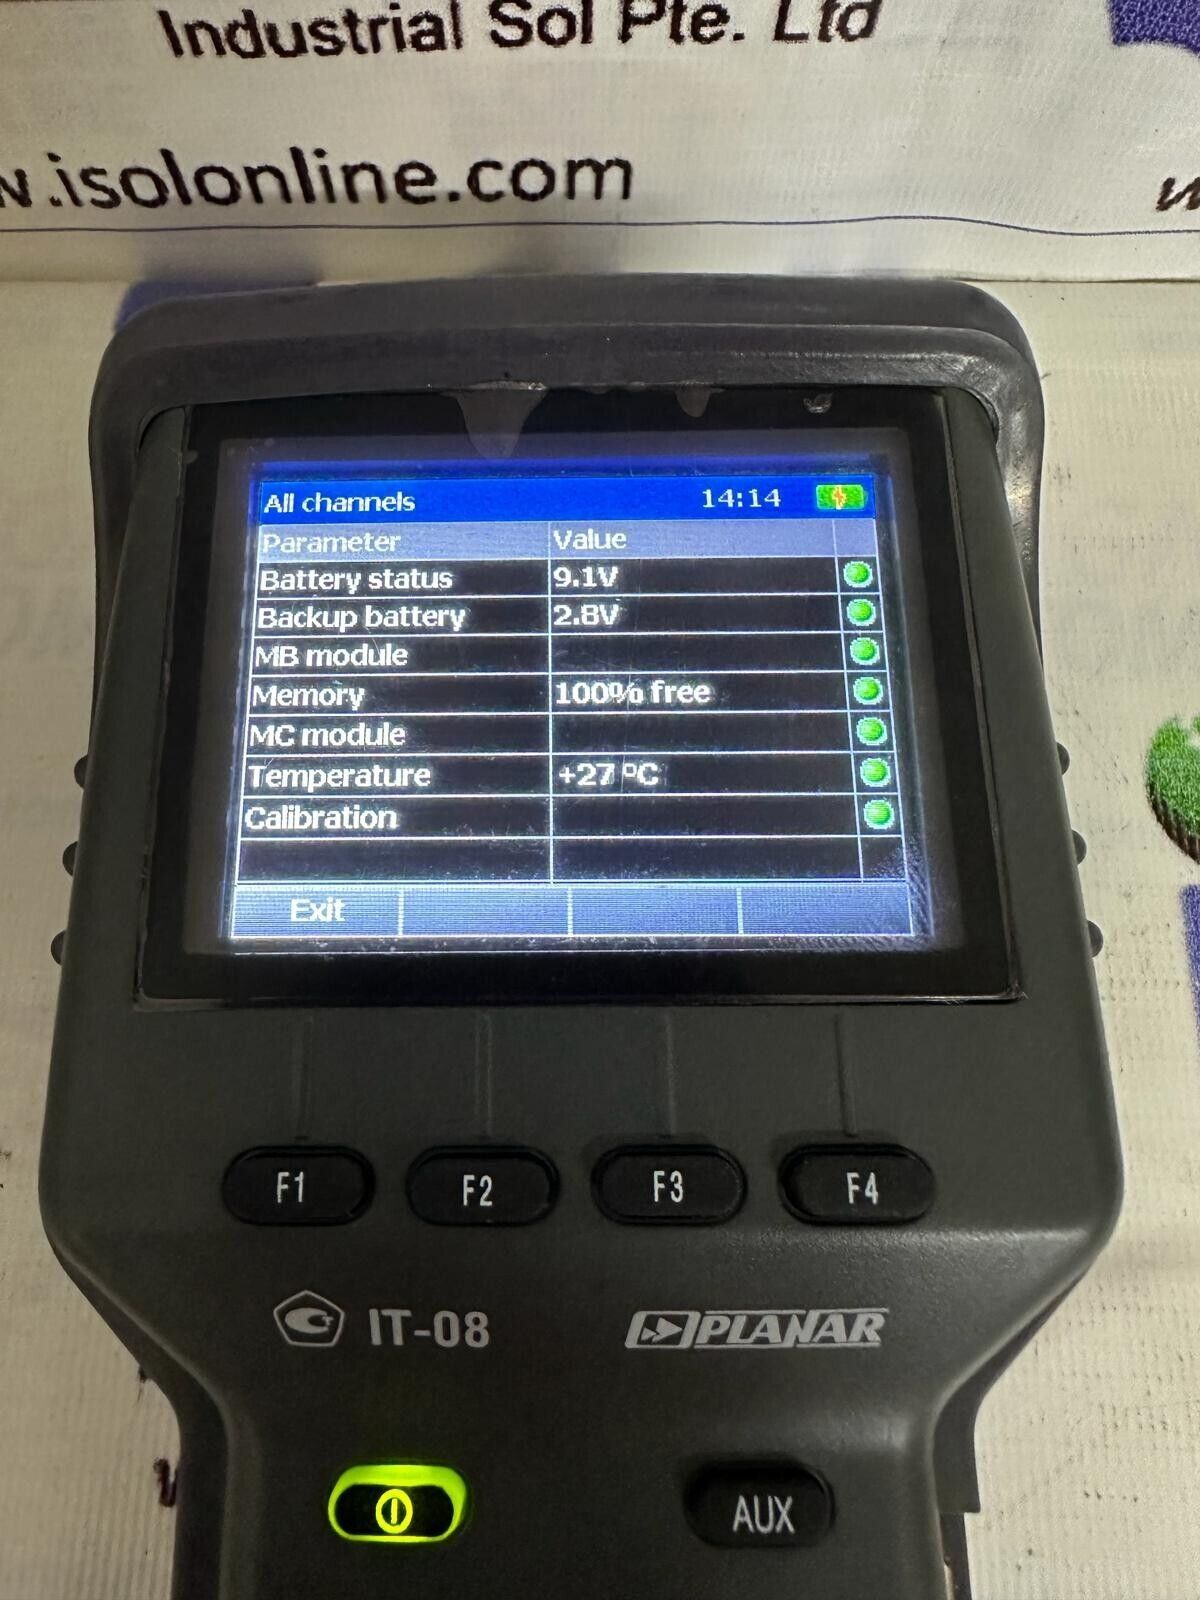 Industrial Sol Pte. Ltd
w.isolonline.com
All channels 14:14
Parameter Value
Battery status 9.1V
Backup battery 2.8V
MB module
Memory 100% free
MC module
Temperature +27 ºC
Calibration
Exit
F1 F2 F3 F4
IT-08 PLANAR
AUX